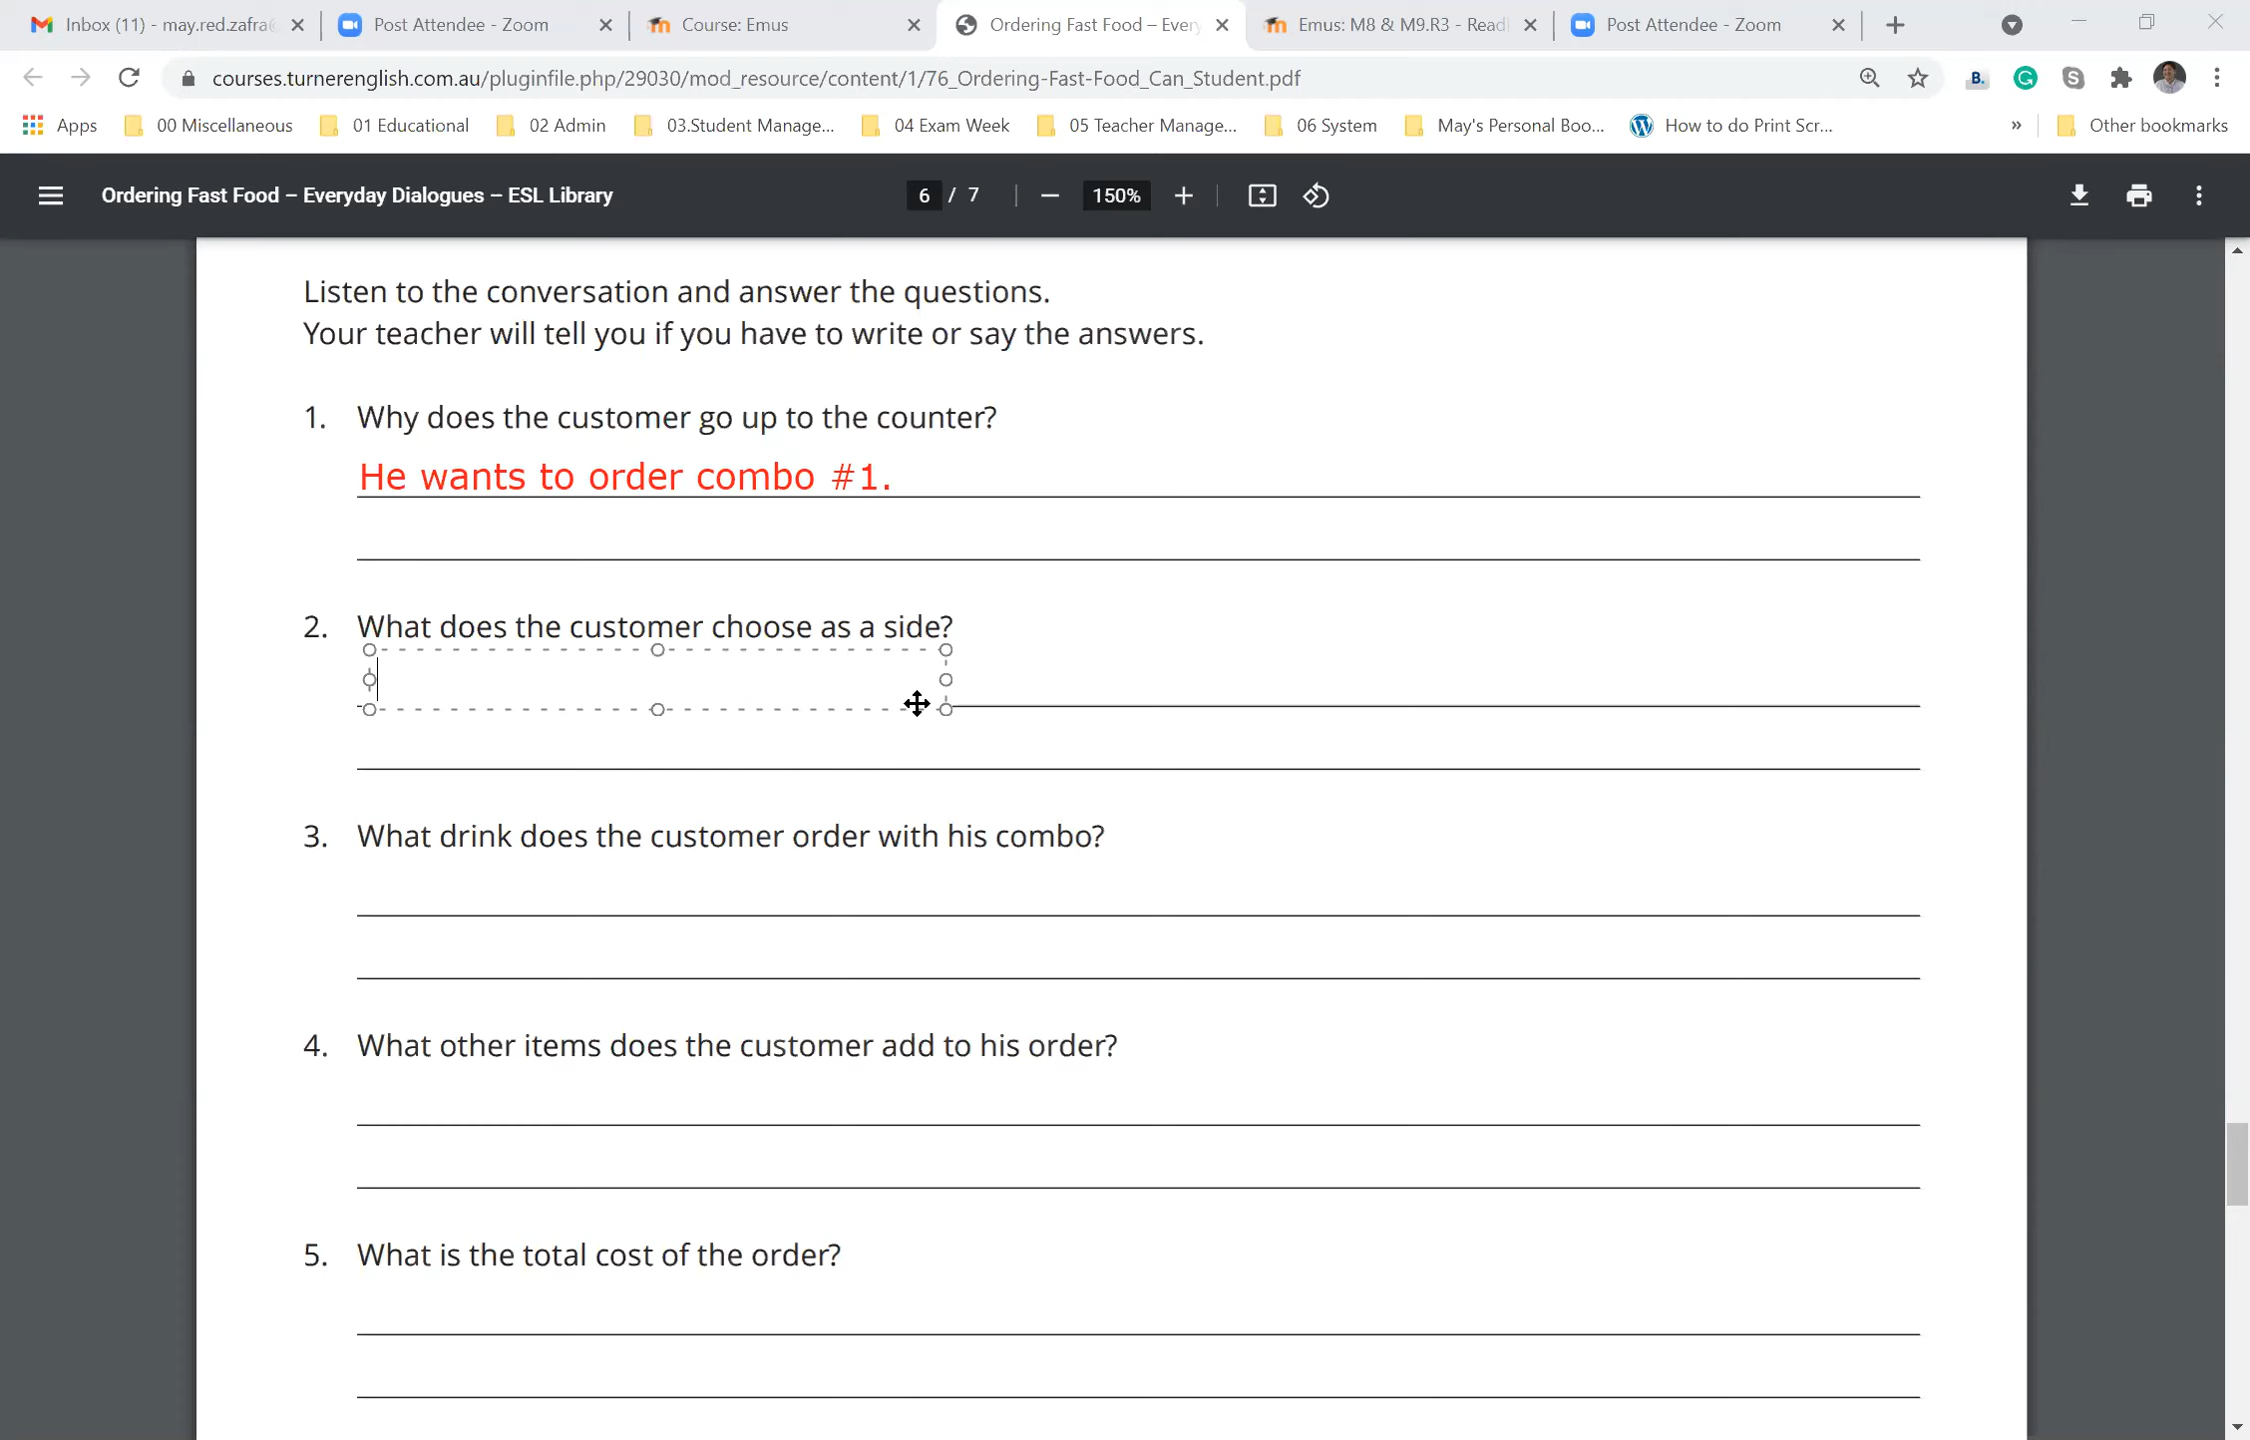 Inbox (11) - may.red.zafra@
Post Attendee - Zoom
Course: Emus
Ordering Fast Food – Every
Emus: M8 & M9.R3 - Readi
Post Attendee - Zoom
courses.turnerenglish.com.au/pluginfile.php/29030/mod_resource/content/1/76_Ordering-Fast-Food_Can_Student.pdf
Apps
00 Miscellaneous
01 Educational
02 Admin
03.Student Manage...
04 Exam Week
05 Teacher Manage...
06 System
May's Personal Boo...
How to do Print Scr...
»
Other bookmarks
Ordering Fast Food – Everyday Dialogues – ESL Library
6 / 7
150%
Listen to the conversation and answer the questions.
Your teacher will tell you if you have to write or say the answers.
1. Why does the customer go up to the counter?
He wants to order combo #1.
2. What does the customer choose as a side?
3. What drink does the customer order with his combo?
4. What other items does the customer add to his order?
5. What is the total cost of the order?